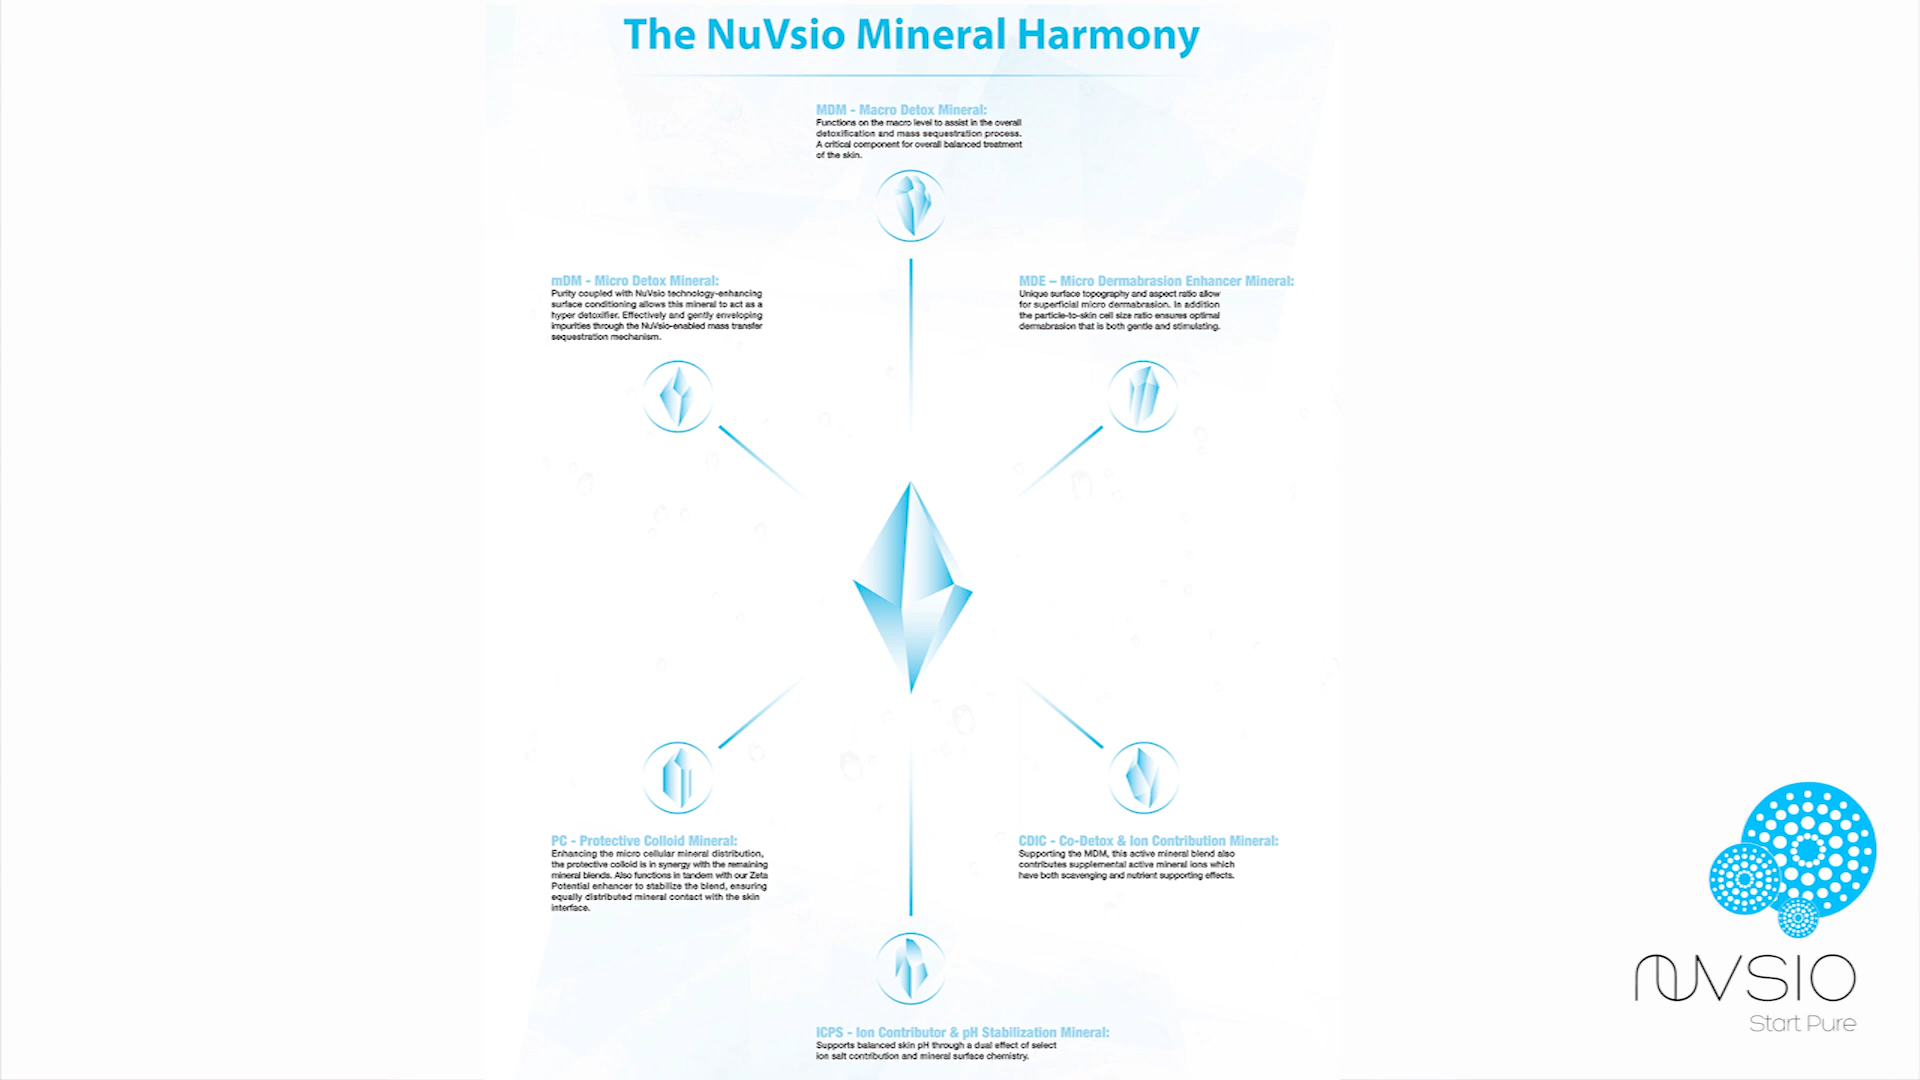 The NuVsio Mineral Harmony
MDM - Macro Detox Mineral:
Functions on the macro level to assist in the overall
detoxification and mass sequestration process.
A critical component for overall balanced treatment
of the skin.
mDM - Micro Detox Mineral:
Purity coupled with NuVsio technology-enhancing
surface conditioning allows this mineral to act as a
hyper detoxifier. Effectively and gently enveloping
impurities through the NuVsio-enabled mass transfer
sequestration mechanism.
MDE – Micro Dermabrasion Enhancer Mineral:
Unique surface topography and aspect ratio allow
for superficial micro dermabrasion. In addition
the particle-to-skin cell size ratio ensures optimal
dermabrasion that is both gentle and stimulating.
PC - Protective Colloid Mineral:
Enhancing the micro cellular mineral distribution,
the protective colloid is in synergy with the remaining
mineral blends. Also functions in tandem with our Zeta
Potential enhancer to stabilize the blend, ensuring
equally distributed mineral contact with the skin
interface.
CDIC - Co-Detox & Ion Contribution Mineral:
Supporting the MDM, this active mineral blend also
contributes supplemental active mineral ions which
have both scavenging and nutrient supporting effects.
ICPS - Ion Contributor & pH Stabilization Mineral:
Supports balanced skin pH through a dual effect of select
ion salt contribution and mineral surface chemistry.
NUVSIO
Start Pure